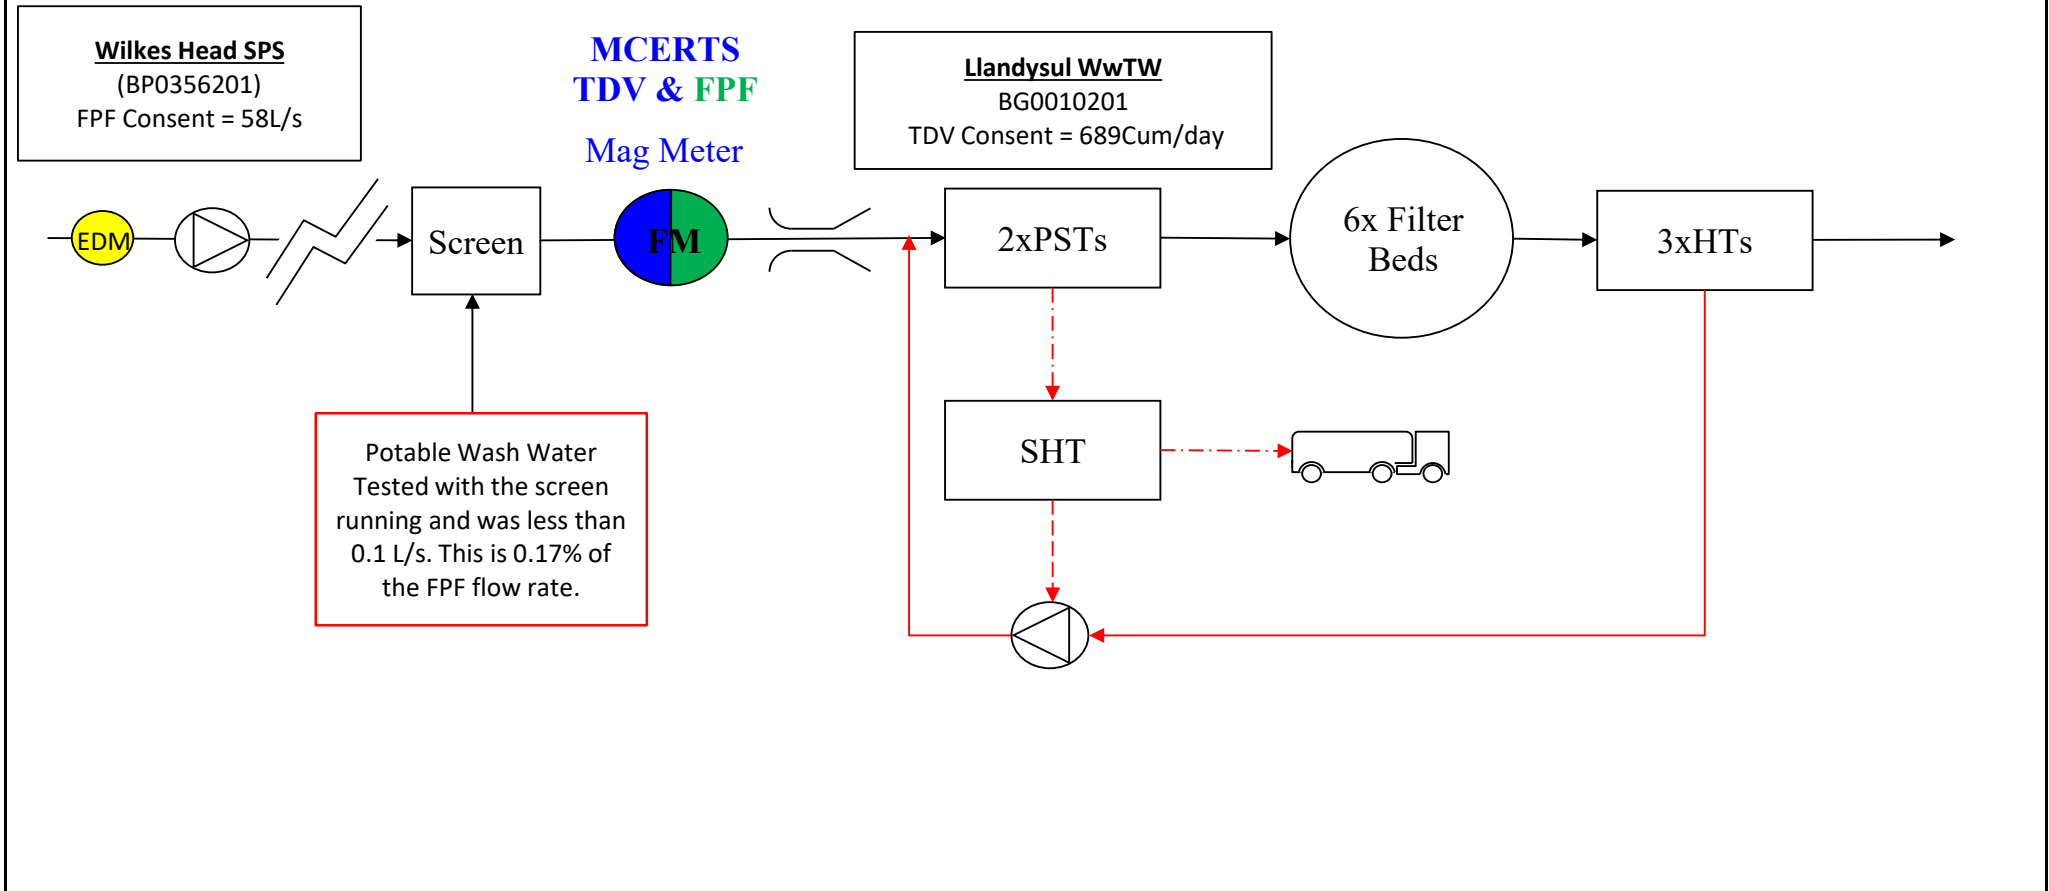 Wilkes Head SPS
(BP0356201)
FPF Consent = 58L/s
MCERTS
TDV & FPF
Mag Meter
Llandysul WwTW
BG0010201
TDV Consent = 689Cum/day
EDM
Screen
FM
2xPSTs
6x Filter
Beds
3xHTs
Potable Wash Water
Tested with the screen
running and was less than
0.1 L/s. This is 0.17% of
the FPF flow rate.
SHT